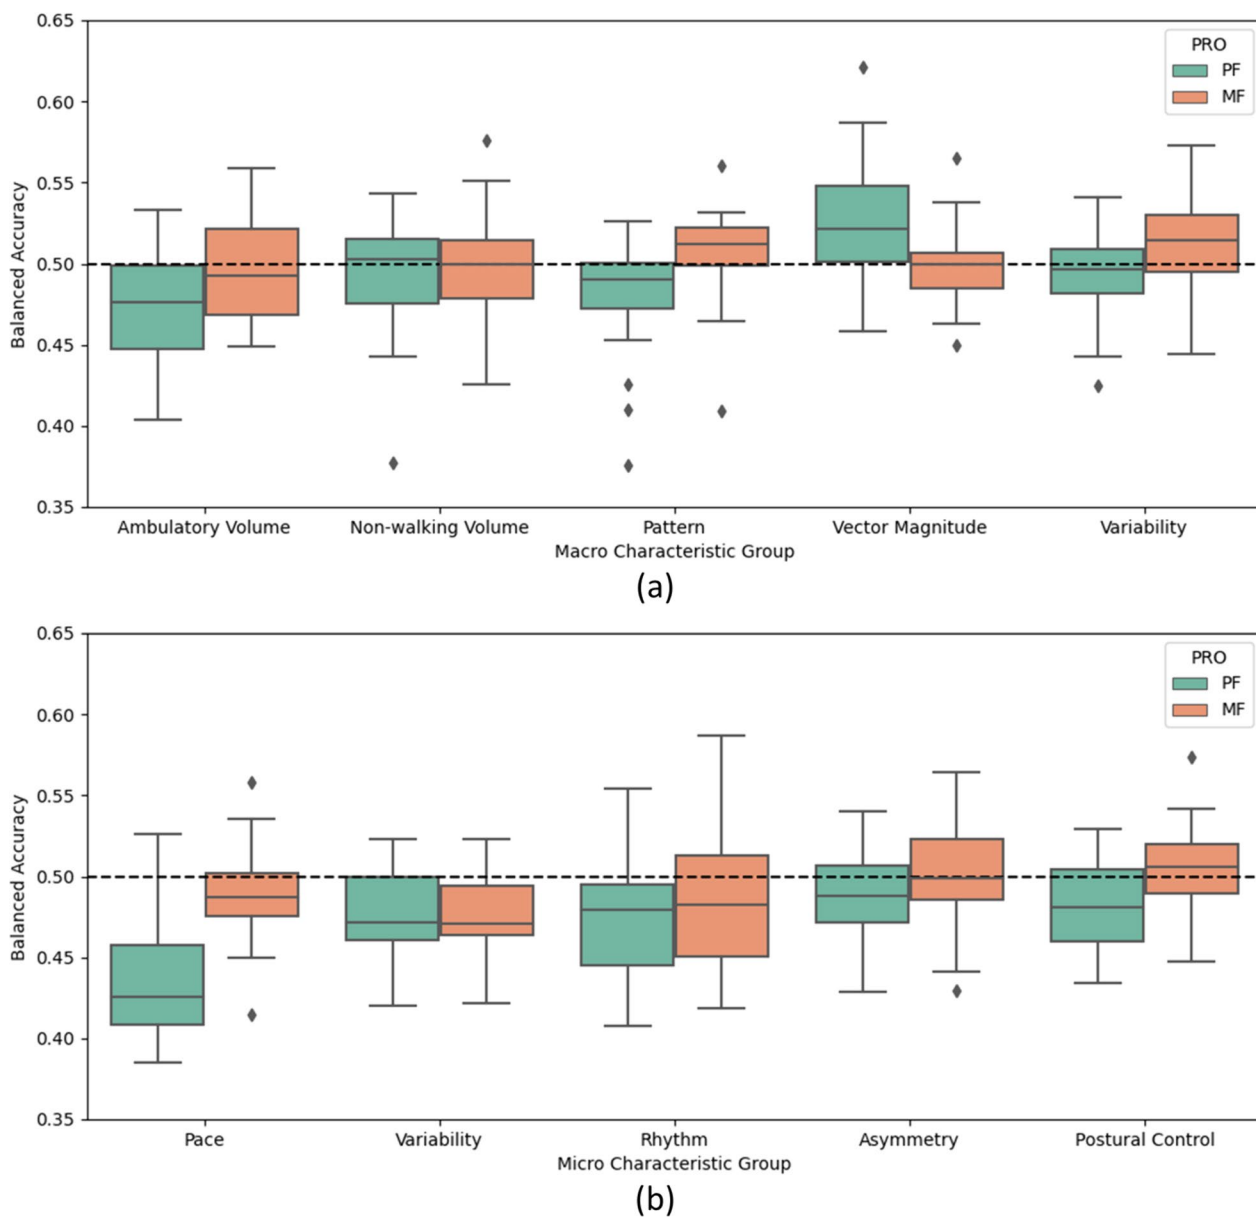 0.65
0.60
0.55
0.50
0.45
0.40
0.35
Balanced Accuracy
PRO
PF
MF
Ambulatory Volume Non-walking Volume Pattern Vector Magnitude Variability
Macro Characteristic Group
(a)
0.65
0.60
0.55
0.50
0.45
0.40
0.35
Balanced Accuracy
PRO
PF
MF
Pace Variability Rhythm Asymmetry Postural Control
Micro Characteristic Group
(b)